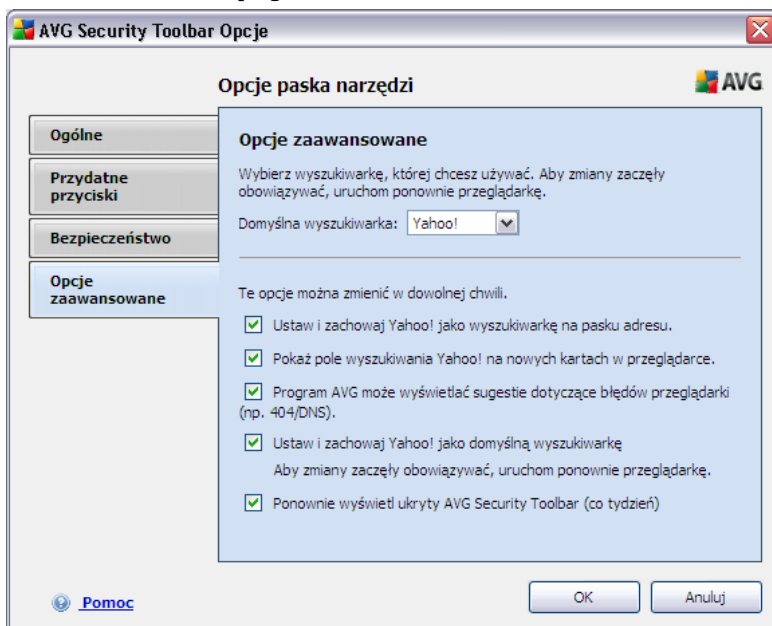 AVG Security Toolbar Opcje
Opcje paska narzędzi
AVG
Ogólne
Przydatne
przyciski
Bezpieczeństwo
Opcje
zaawansowane
Opcje zaawansowane
Wybierz wyszukiwarkę, której chcesz używać. Aby zmiany zaczęły
obowiązywać, uruchom ponownie przeglądarkę.
Domyślna wyszukiwarka: Yahoo!
Te opcje można zmienić w dowolnej chwili.
Ustaw i zachowaj Yahoo! jako wyszukiwarkę na pasku adresu.
Pokaż pole wyszukiwania Yahoo! na nowych kartach w przeglądarce.
Program AVG może wyświetlać sugestie dotyczące błędów przeglądarki
(np. 404/DNS).
Ustaw i zachowaj Yahoo! jako domyślną wyszukiwarkę
Aby zmiany zaczęły obowiązywać, uruchom ponownie przeglądarkę.
Ponownie wyświetl ukryty AVG Security Toolbar (co tydzień)
Pomoc
OK
Anuluj